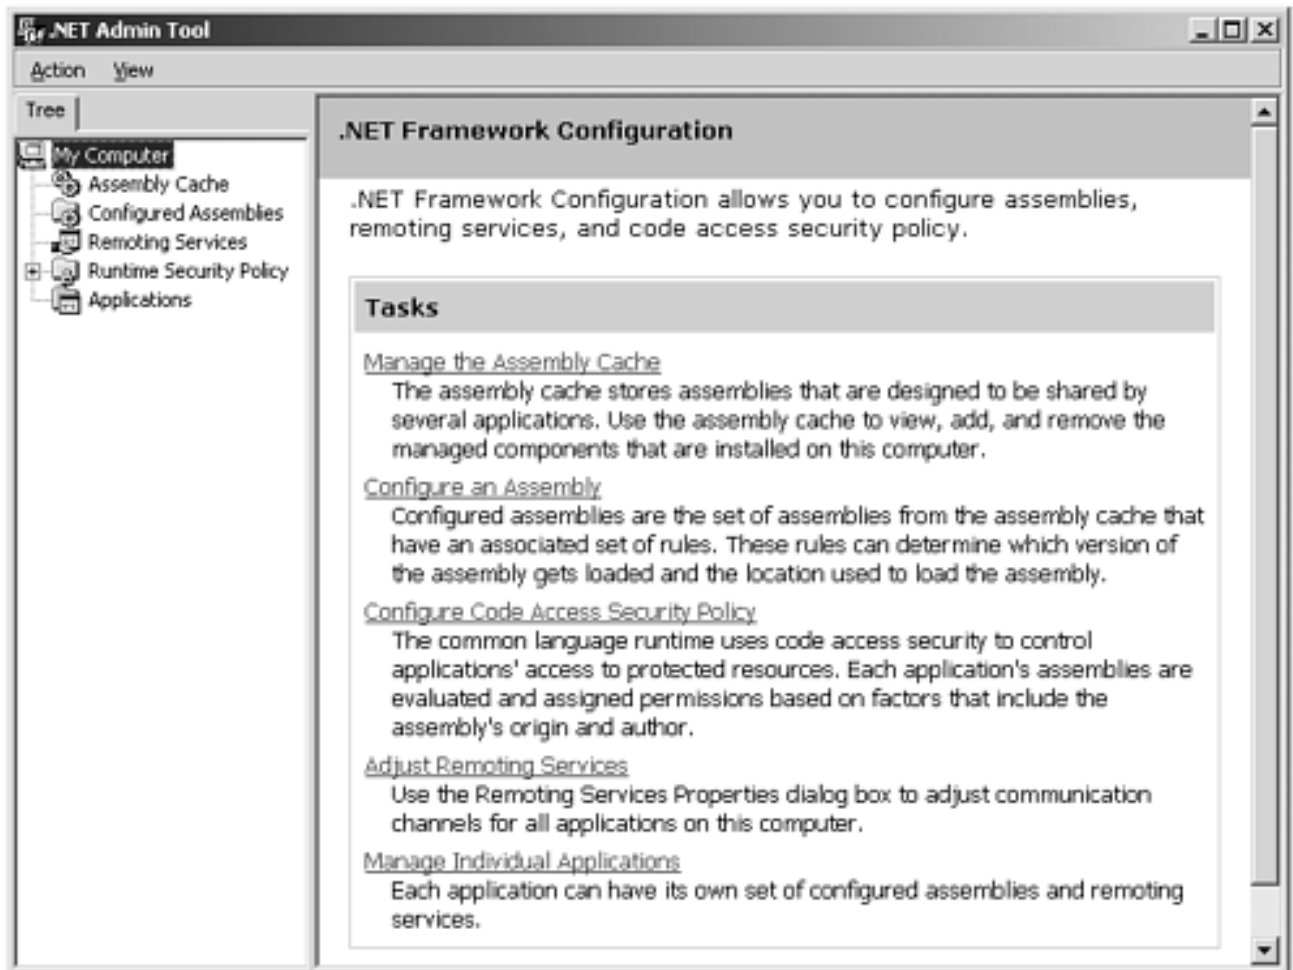 .NET Admin Tool
Action View
Tree
My Computer
Assembly Cache
Configured Assemblies
Remoting Services
Runtime Security Policy
Applications
.NET Framework Configuration
.NET Framework Configuration allows you to configure assemblies,
remoting services, and code access security policy.
Tasks
Manage the Assembly Cache
The assembly cache stores assemblies that are designed to be shared by
several applications. Use the assembly cache to view, add, and remove the
managed components that are installed on this computer.
Configure an Assembly
Configured assemblies are the set of assemblies from the assembly cache that
have an associated set of rules. These rules can determine which version of
the assembly gets loaded and the location used to load the assembly.
Configure Code Access Security Policy
The common language runtime uses code access security to control
applications' access to protected resources. Each application's assemblies are
evaluated and assigned permissions based on factors that include the
assembly's origin and author.
Adjust Remoting Services
Use the Remoting Services Properties dialog box to adjust communication
channels for all applications on this computer.
Manage Individual Applications
Each application can have its own set of configured assemblies and remoting
services.